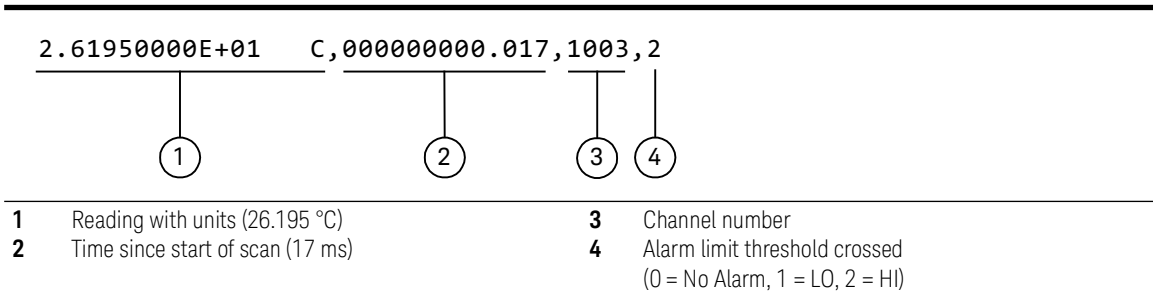 2.61950000E+01    C,000000000.017,1003,2
1 2 3 4
1 Reading with units (26.195 °C)
2 Time since start of scan (17 ms)
3 Channel number
4 Alarm limit threshold crossed
(0 = No Alarm, 1 = LO, 2 = HI)